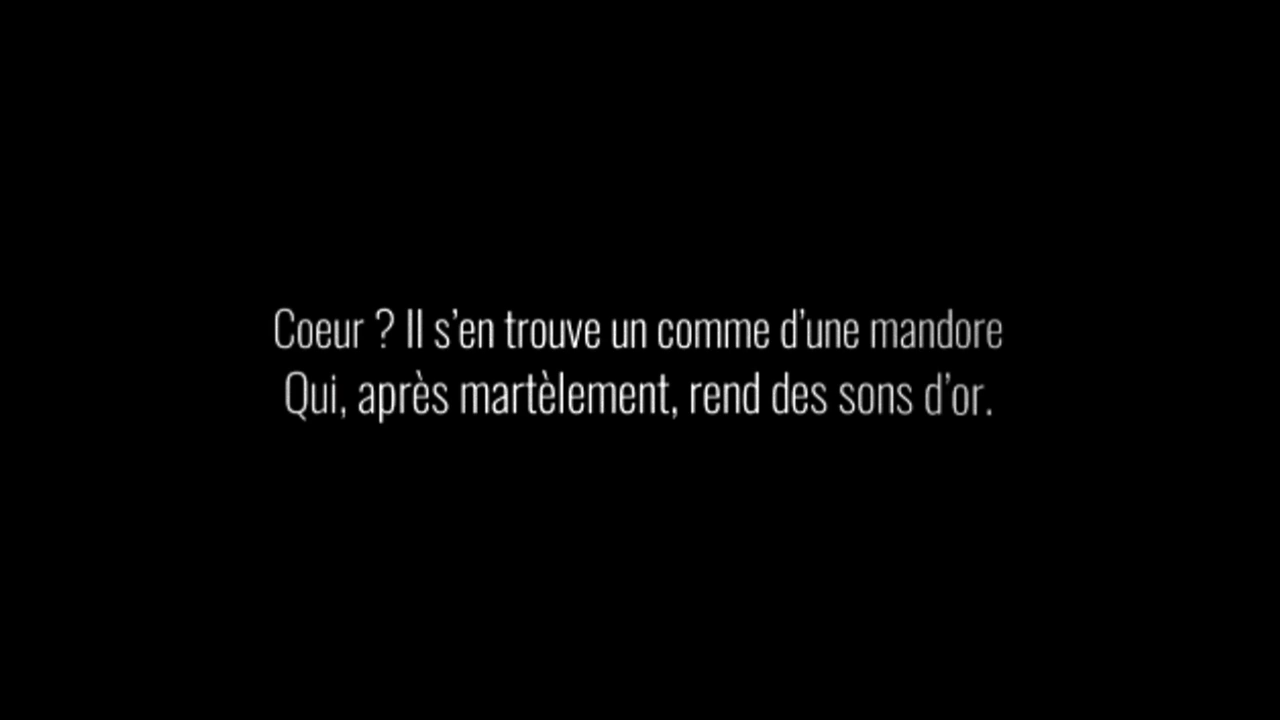 Coeur ? Il s’en trouve un comme d’une mandore
Qui, après martèlement, rend des sons d’or.